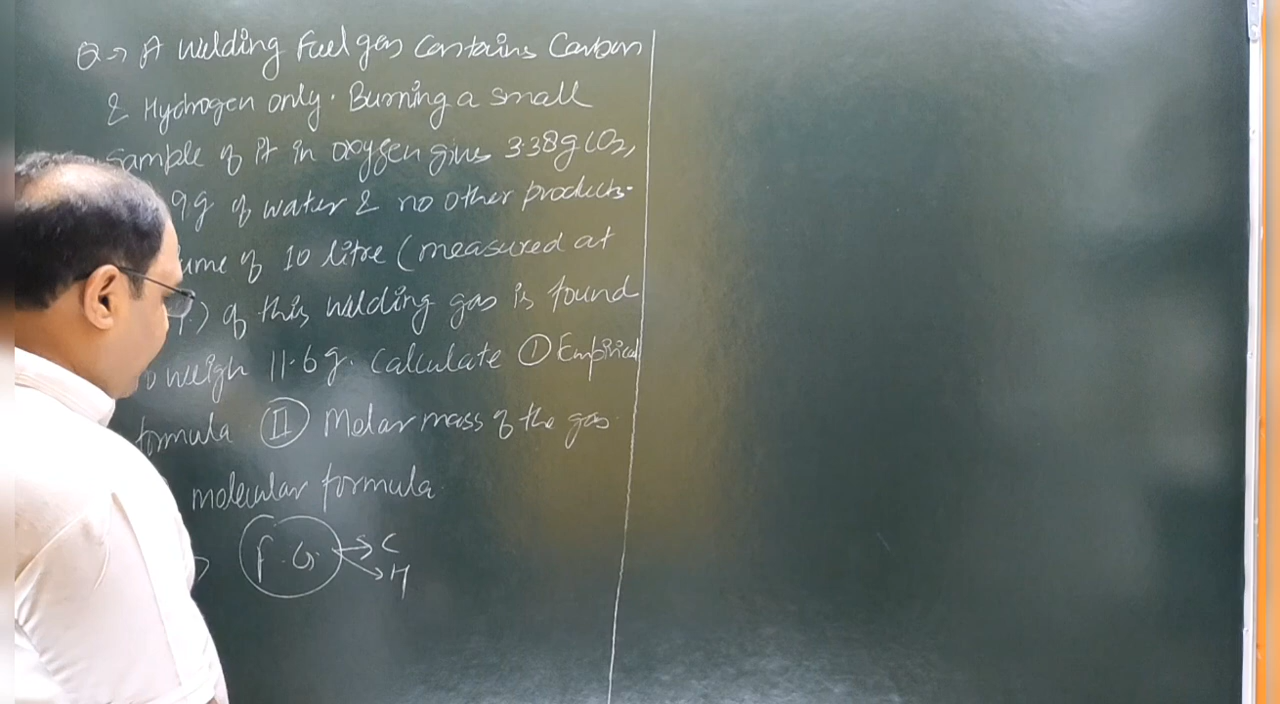 Q→ A Welding Fuel gas Contains Carbon
& Hydrogen only. Burning a small
Sample of it in oxygen gives 3.38g CO2,
9g of water & no other products.
ume of 10 litre (measured at
) of this welding gas is found
weigh 11.6g. Calculate (I) Empirical
formula (II) Molar mass of the gas.
molecular formula
F.G. → C
→ H